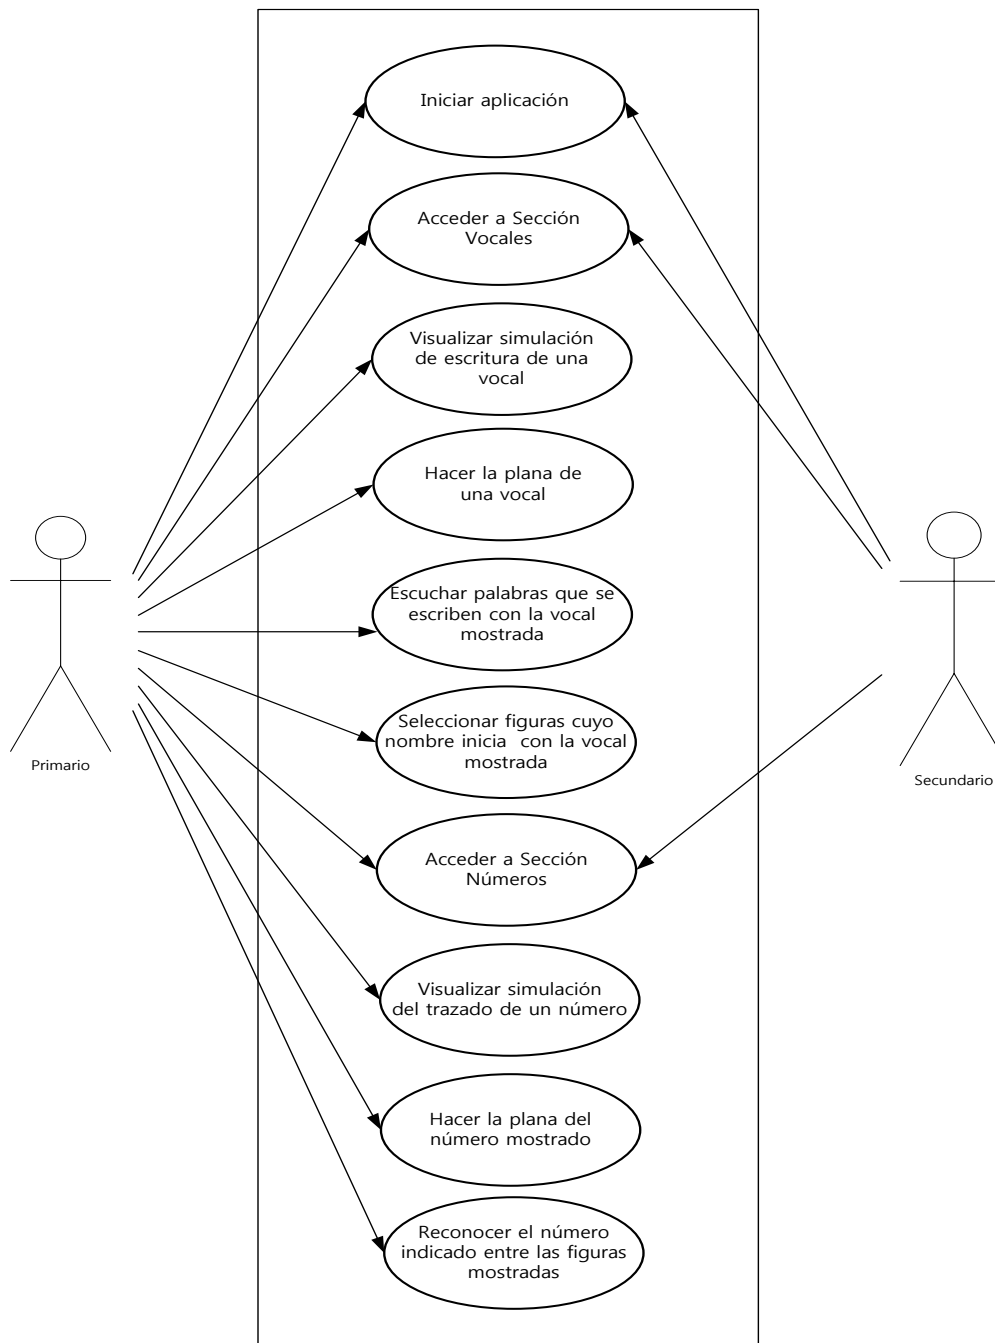 Iniciar aplicación
Acceder a Sección
Vocales
Visualizar simulación
de escritura de una
vocal
Hacer la plana de
una vocal
Escuchar palabras que se
escriben con la vocal
mostrada
Seleccionar figuras cuyo
nombre inicia con la vocal
mostrada
Primario
Secundario
Acceder a Sección
Números
Visualizar simulación
del trazado de un número
Hacer la plana del
número mostrado
Reconocer el número
indicado entre las figuras
mostradas